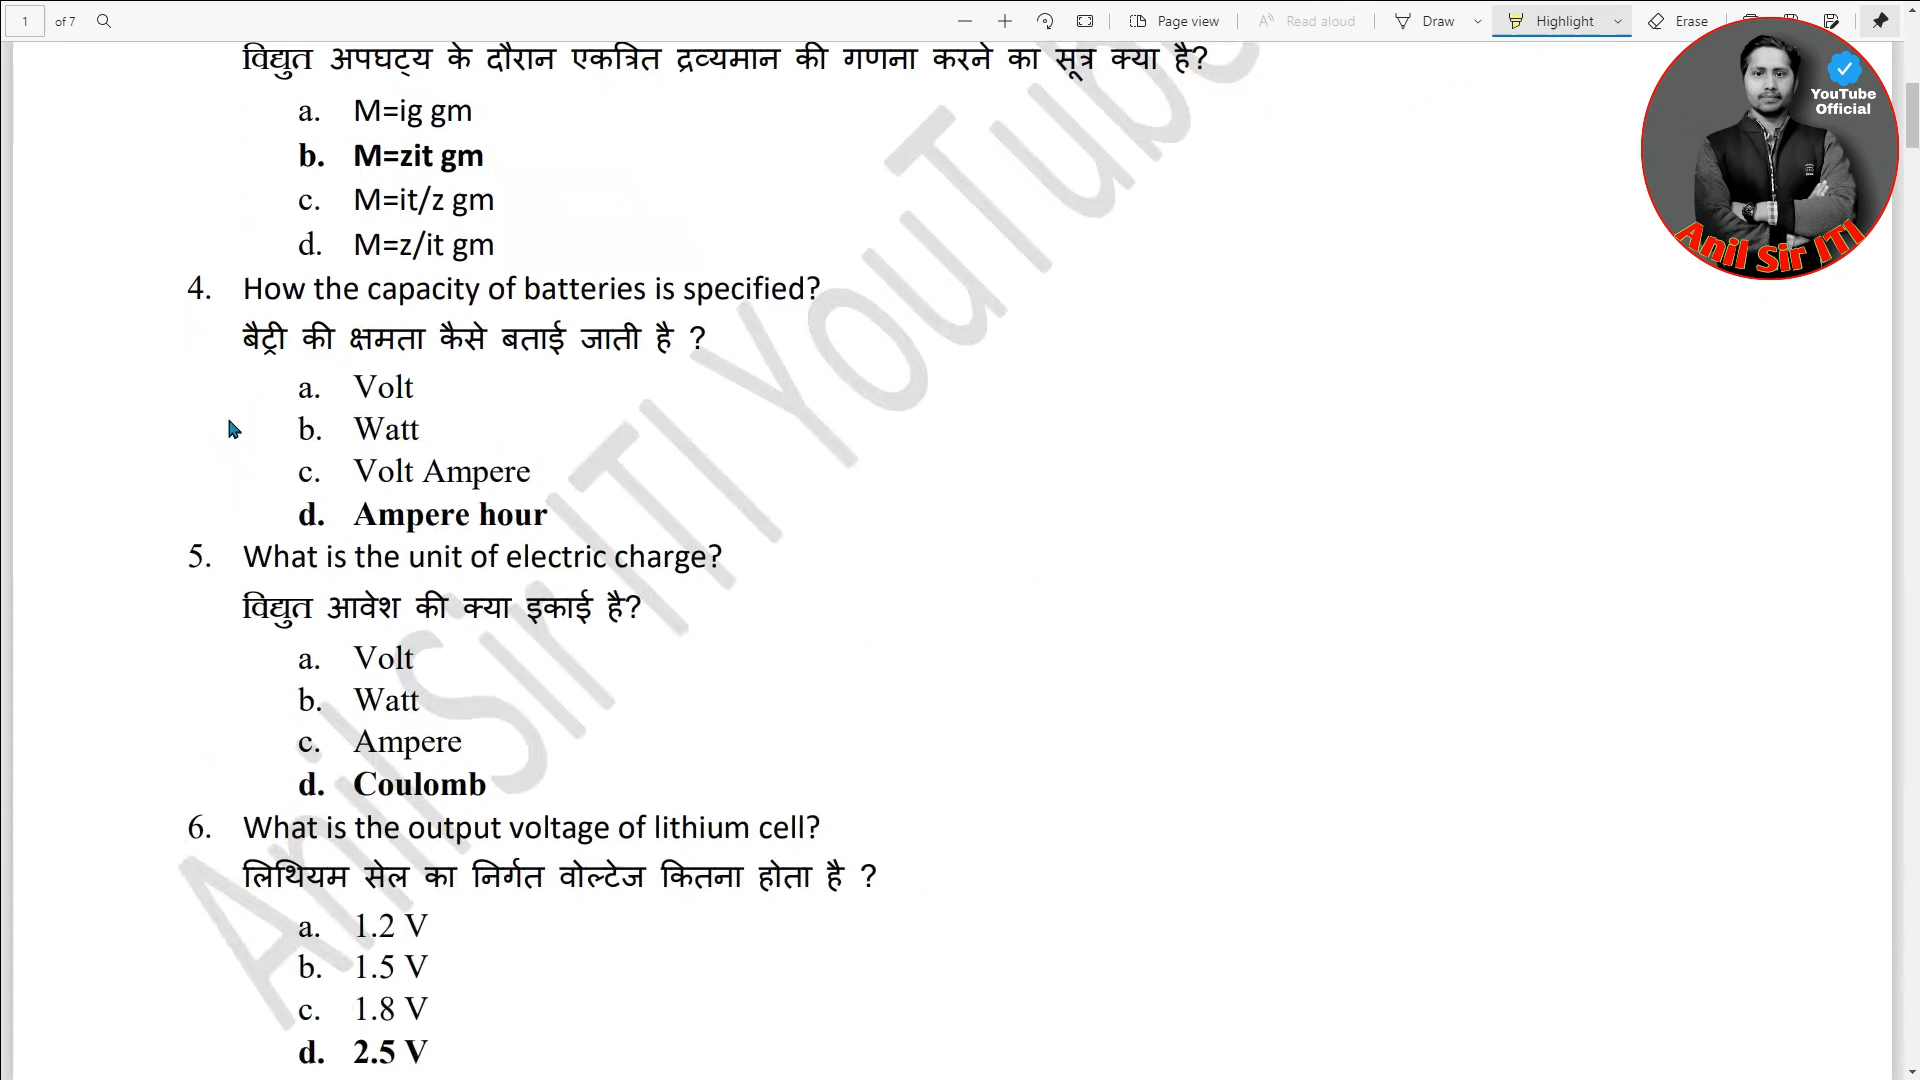 1 of 7 Page view Read aloud Draw Highlight Erase
विद्युत अपघट्य के दौरान एकत्रित द्रव्यमान की गणना करने का सूत्र क्या है?
a. M=ig gm
b. M=zit gm
c. M=it/z gm
d. M=z/it gm
4. How the capacity of batteries is specified?
बैट्री की क्षमता कैसे बताई जाती है ?
a. Volt
b. Watt
c. Volt Ampere
d. Ampere hour
5. What is the unit of electric charge?
विद्युत आवेश की क्या इकाई है?
a. Volt
b. Watt
c. Ampere
d. Coulomb
6. What is the output voltage of lithium cell?
लिथियम सेल का निर्गत वोल्टेज कितना होता है ?
a. 1.2 V
b. 1.5 V
c. 1.8 V
d. 2.5 V
Anil Sir ITI YouTube
YouTube
Official
Anil Sir ITI